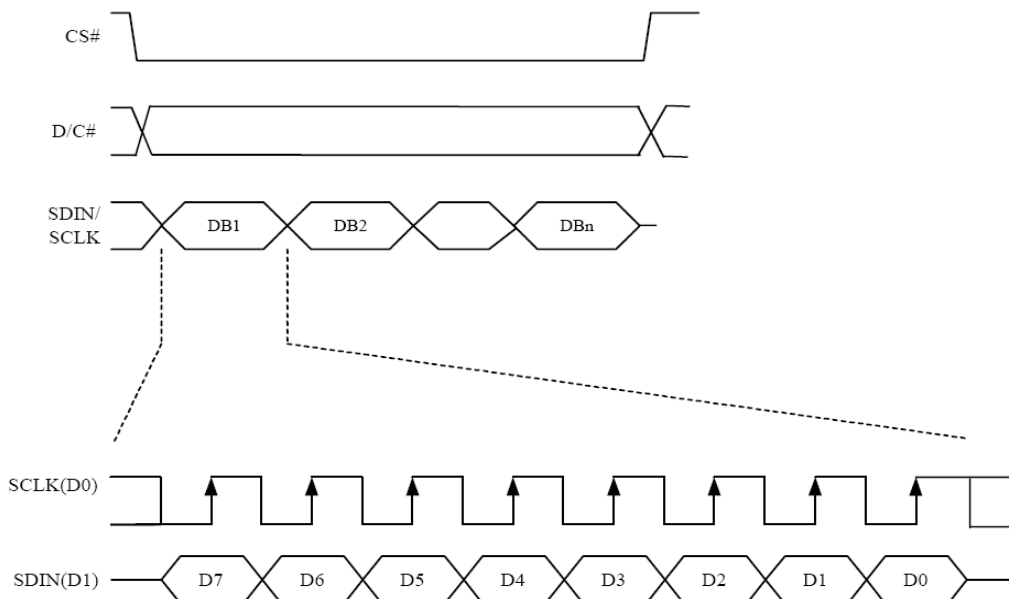 CS#
D/C#
SDIN/
SCLK
DB1 DB2 DBn
SCLK(D0)
SDIN(D1) D7 D6 D5 D4 D3 D2 D1 D0